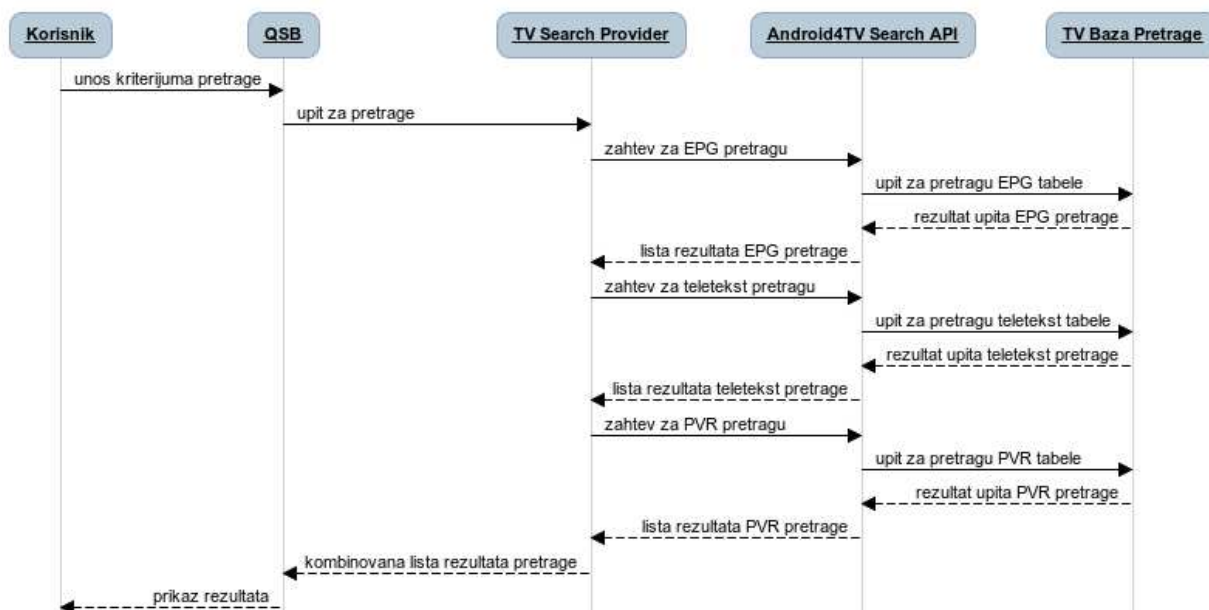 Korisnik
QSB
TV Search Provider
Android4TV Search API
TV Baza Pretrage
unos kriterijuma pretrage
upit za pretrage
zahtev za EPG pretragu
upit za pretragu EPG tabele
rezultat upita EPG pretrage
lista rezultata EPG pretrage
zahtev za teletekst pretragu
upit za pretragu teletekst tabele
rezultat upita teletekst pretrage
lista rezultata teletekst pretrage
zahtev za PVR pretragu
upit za pretragu PVR tabele
rezultat upita PVR pretrage
lista rezultata PVR pretrage
kombinovana lista rezultata pretrage
prikaz rezultata